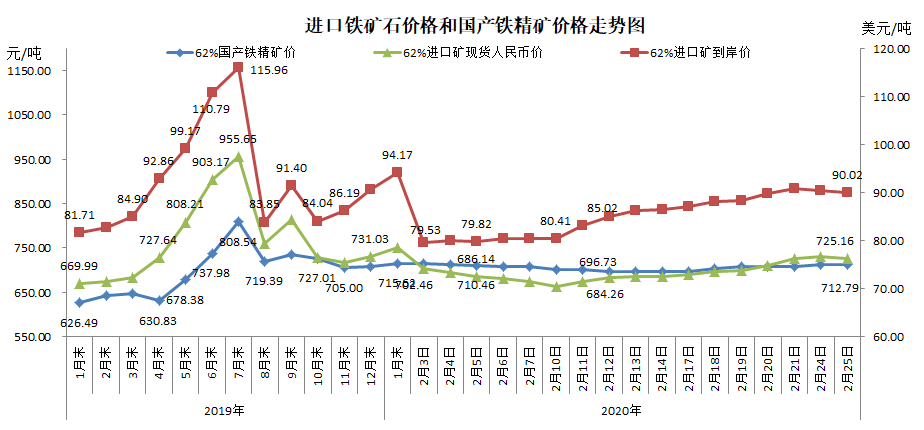 进口铁矿石价格和国产铁精矿价格走势图
元/吨
美元/吨
62%国产铁精矿价
62%进口矿现货人民币价
62%进口矿到岸价
1150.00
1050.00
950.00
850.00
750.00
650.00
550.00
120.00
110.00
100.00
90.00
80.00
70.00
60.00
81.71
84.90
92.86
99.17
110.79
115.96
83.85
91.40
84.04
86.19
94.17
79.53
79.82
80.41
85.02
90.02
669.99
727.64
808.21
903.17
955.65
727.01
731.03
702.46
686.14
684.26
725.16
626.49
630.83
678.38
737.98
808.54
719.39
705.00
715.62
710.46
696.73
712.79
1月末
2月末
3月末
4月末
5月末
6月末
7月末
8月末
9月末
10月末
11月末
12月末
1月末
2月3日
2月4日
2月5日
2月6日
2月7日
2月10日
2月11日
2月12日
2月13日
2月14日
2月17日
2月18日
2月19日
2月20日
2月21日
2月24日
2月25日
2019年
2020年